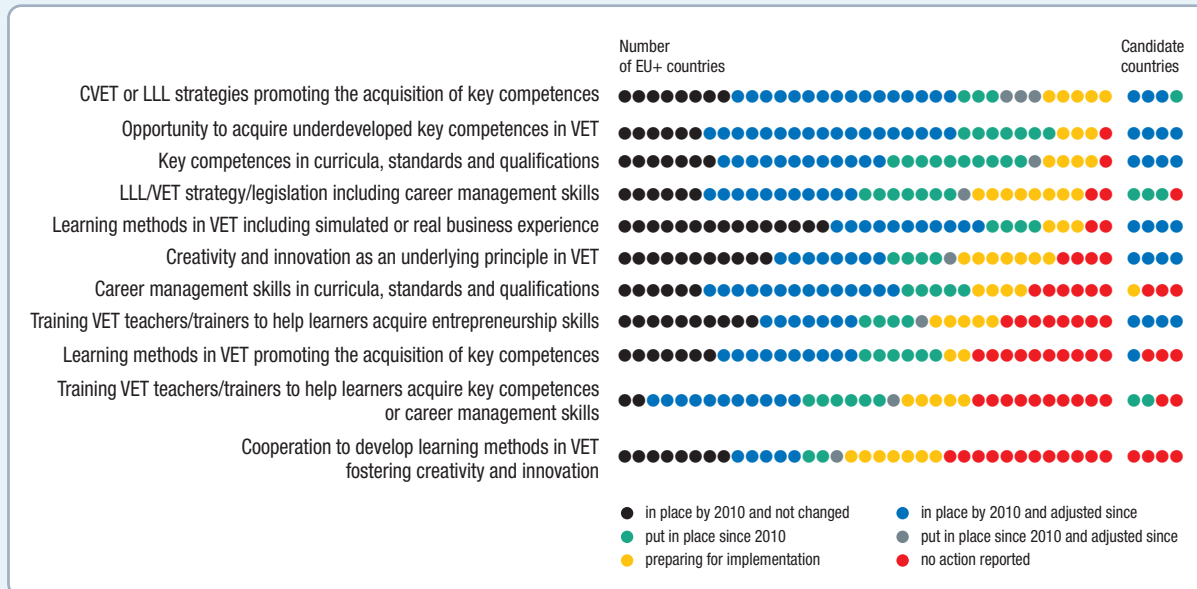 Number
of EU+ countries
Candidate
countries
CVET or LLL strategies promoting the acquisition of key competences
Opportunity to acquire underdeveloped key competences in VET
Key competences in curricula, standards and qualifications
LLL/VET strategy/legislation including career management skills
Learning methods in VET including simulated or real business experience
Creativity and innovation as an underlying principle in VET
Career management skills in curricula, standards and qualifications
Training VET teachers/trainers to help learners acquire entrepreneurship skills
Learning methods in VET promoting the acquisition of key competences
Training VET teachers/trainers to help learners acquire key competences
or career management skills
Cooperation to develop learning methods in VET
fostering creativity and innovation
in place by 2010 and not changed
in place by 2010 and adjusted since
put in place since 2010
put in place since 2010 and adjusted since
preparing for implementation
no action reported